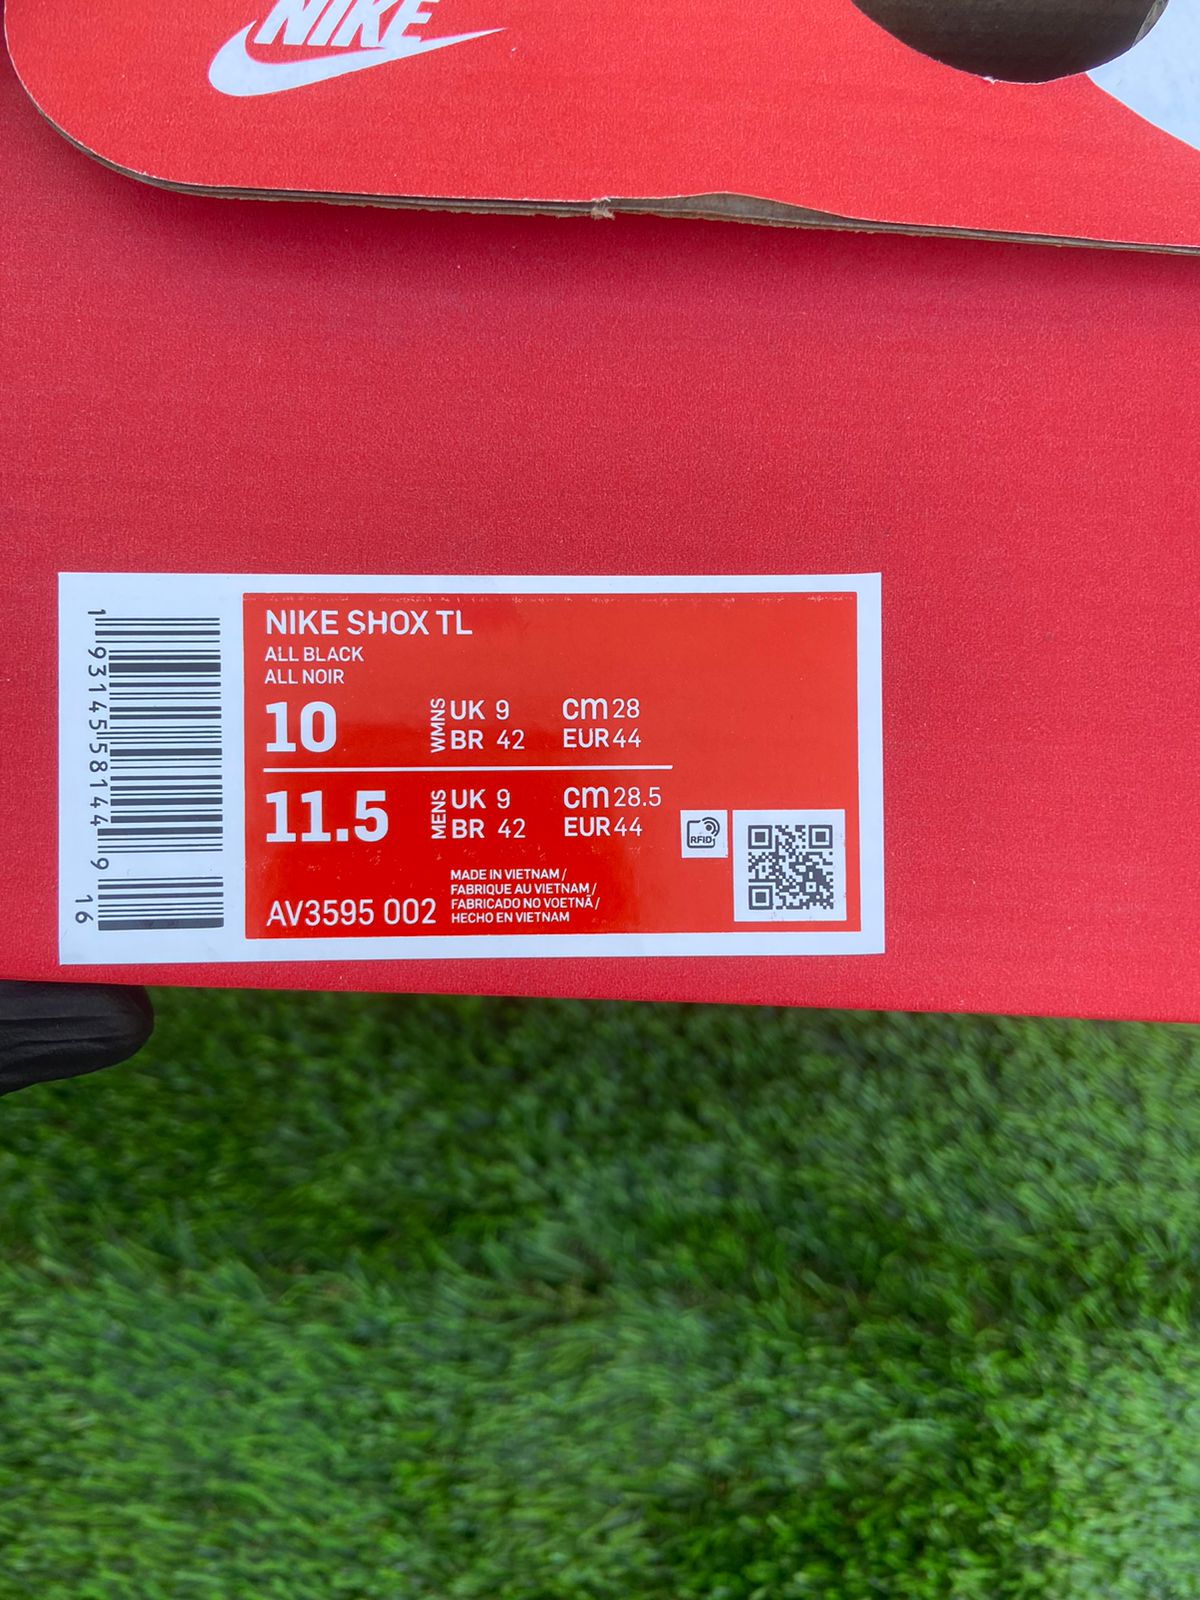 NIKE
NIKE SHOX TL
ALL BLACK
ALL NOIR
10 WMNS UK 9 cm 28
BR 42 EUR 44
11.5 MENS UK 9 cm 28.5
BR 42 EUR 44
RFID
AV3595 002
MADE IN VIETNAM /
FABRIQUE AU VIETNAM /
FABRICADO NO VOETNÃ /
HECHO EN VIETNAM
1 93145 58144 9 16